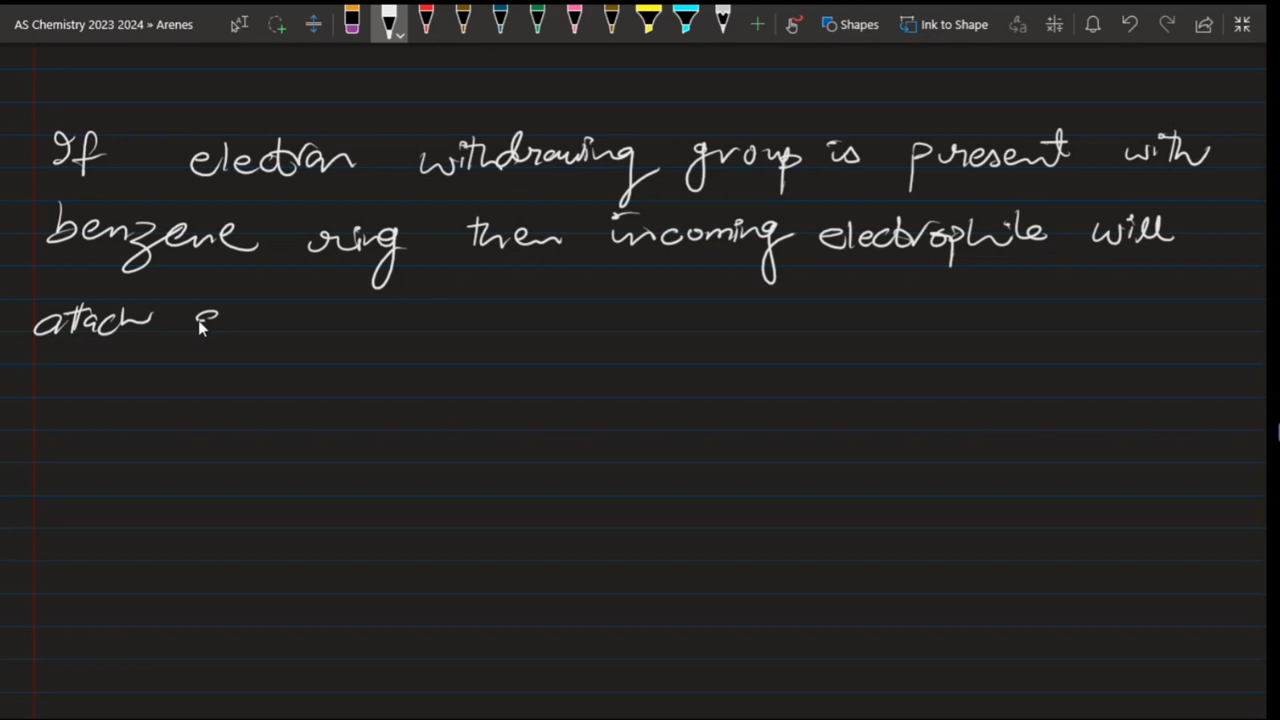 AS Chemistry 2023 2024 » Arenes
Shapes
Ink to Shape
If electron withdrawing group is present with
benzene ring then incoming electrophile will
attach